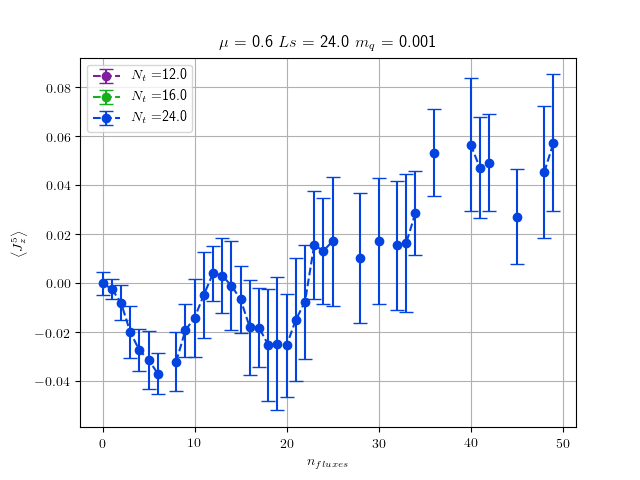 μ = 0.6 Ls = 24.0 m_q = 0.001
N_t =12.0
N_t =16.0
N_t =24.0
0.08
0.06
0.04
0.02
0.00
−0.02
−0.04
⟨J_z^5⟩
0 10 20 30 40 50
n_{fluxes}